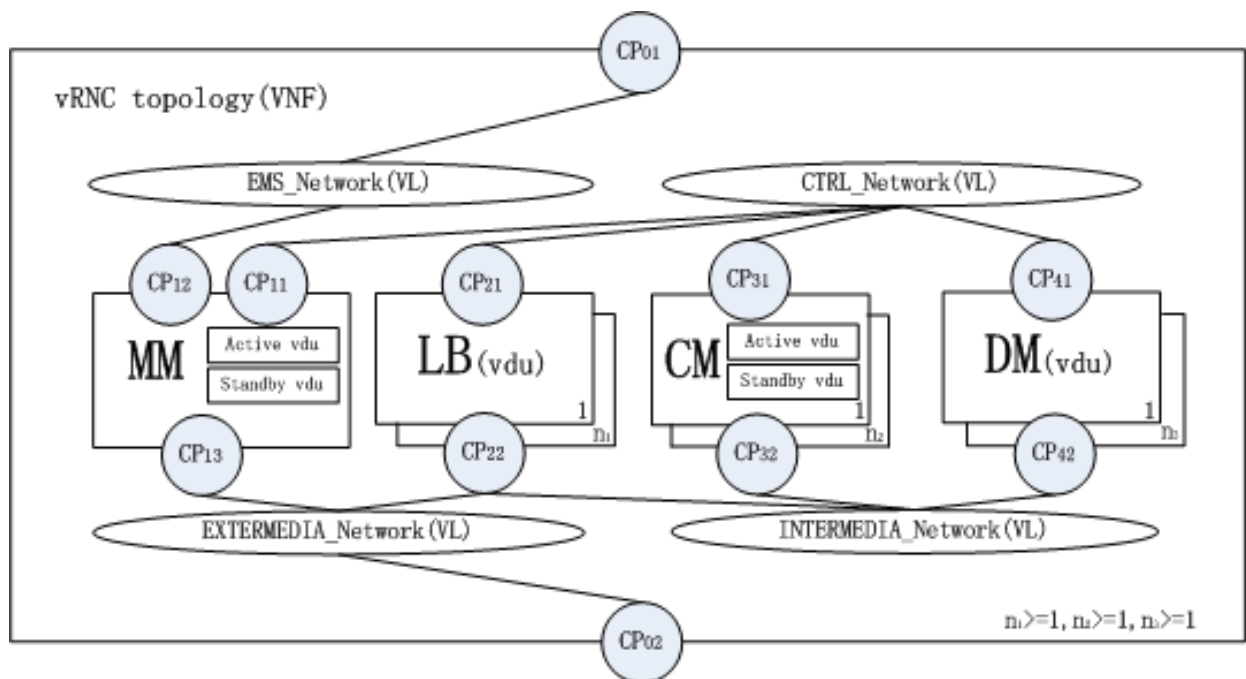 CP01
vRNC topology(VNF)
EMS_Network(VL)
CTRL_Network(VL)
CP12
CP11
CP21
CP31
CP41
MM
Active vdu
Standby vdu
LB(vdu)
1
n1
CM
Active vdu
Standby vdu
1
n2
DM(vdu)
1
n3
CP13
CP22
CP32
CP42
EXTERMEDIA_Network(VL)
INTERMEDIA_Network(VL)
CP02
n1>=1, n2>=1, n3>=1